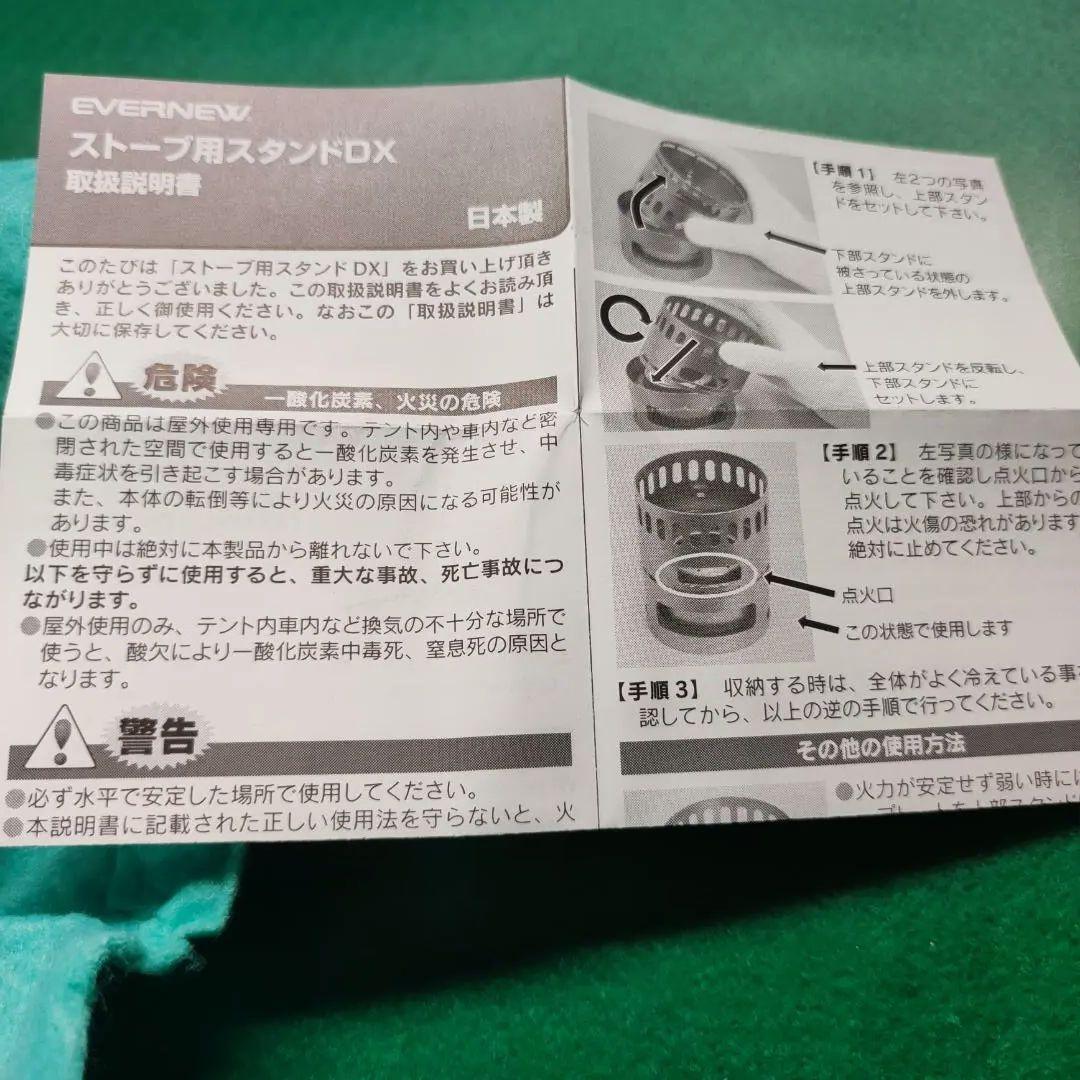 EVERNEW
ストーブ用スタンドDX
取扱説明書
日本製
このたびは「ストーブ用スタンド DX」をお買い上げ頂き
ありがとうございました。この取扱説明書をよくお読み頂
き、正しく御使用ください。なおこの「取扱説明書」は
大切に保存してください。
危険
一酸化炭素、火災の危険
●この商品は屋外使用専用です。テント内や車内など密
閉された空間で使用すると一酸化炭素を発生させ、中
毒症状を引き起こす場合があります。
また、本体の転倒等により火災の原因になる可能性が
あります。
●使用中は絶対に本製品から離れないで下さい。
以下を守らずに使用すると、重大な事故、死亡事故につ
ながります。
●屋外使用のみ、テント内車内など換気の不十分な場所で
使うと、酸欠により一酸化炭素中毒死、窒息死の原因と
なります。
警告
●必ず水平で安定した場所で使用してください。
●本説明書に記載された正しい使用法を守らないと、火
【手順 1】 左2つの写真
を参照し、上部スタン
ドをセットして下さい。
下部スタンドに
被さっている状態の
上部スタンドを外します。
上部スタンドを反転し、
下部スタンドに
セットします。
【手順 2】 左写真の様になって
いることを確認し点火口から
点火して下さい。上部からの
点火は火傷の恐れがあります
絶対に止めてください。
点火口
この状態で使用します
【手順 3】 収納する時は、全体がよく冷えている事を
認してから、以上の逆の手順で行ってください。
その他の使用方法
●火力が安定せず弱い時に
プレートを上部スタンド